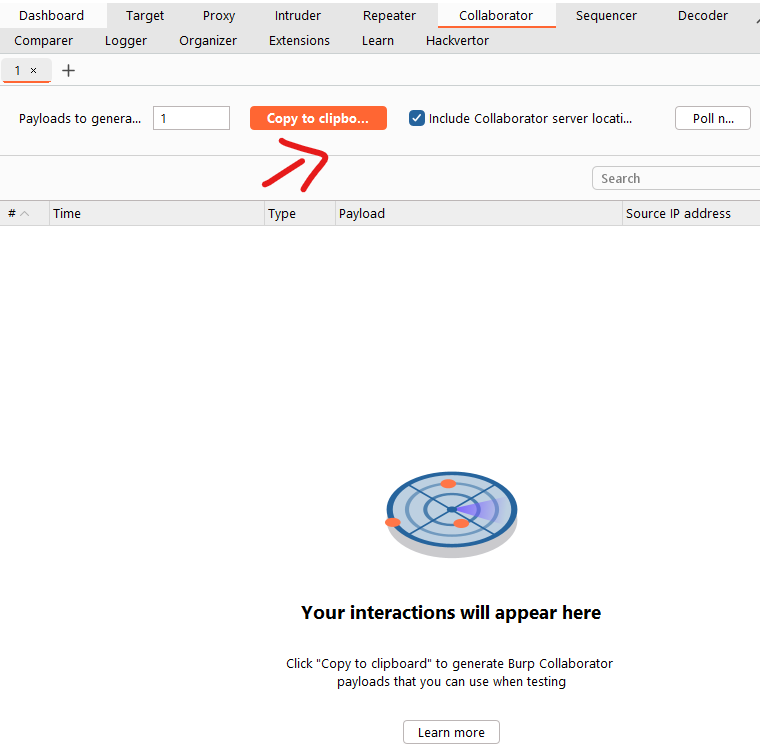 Dashboard Target Proxy Intruder Repeater Collaborator Sequencer Decoder
Comparer Logger Organizer Extensions Learn Hackvertor
1 × +
Payloads to genera... 1 Copy to clipbo... Include Collaborator server locati... Poll n...
Search
# Time Type Payload Source IP address
Your interactions will appear here
Click "Copy to clipboard" to generate Burp Collaborator
payloads that you can use when testing
Learn more